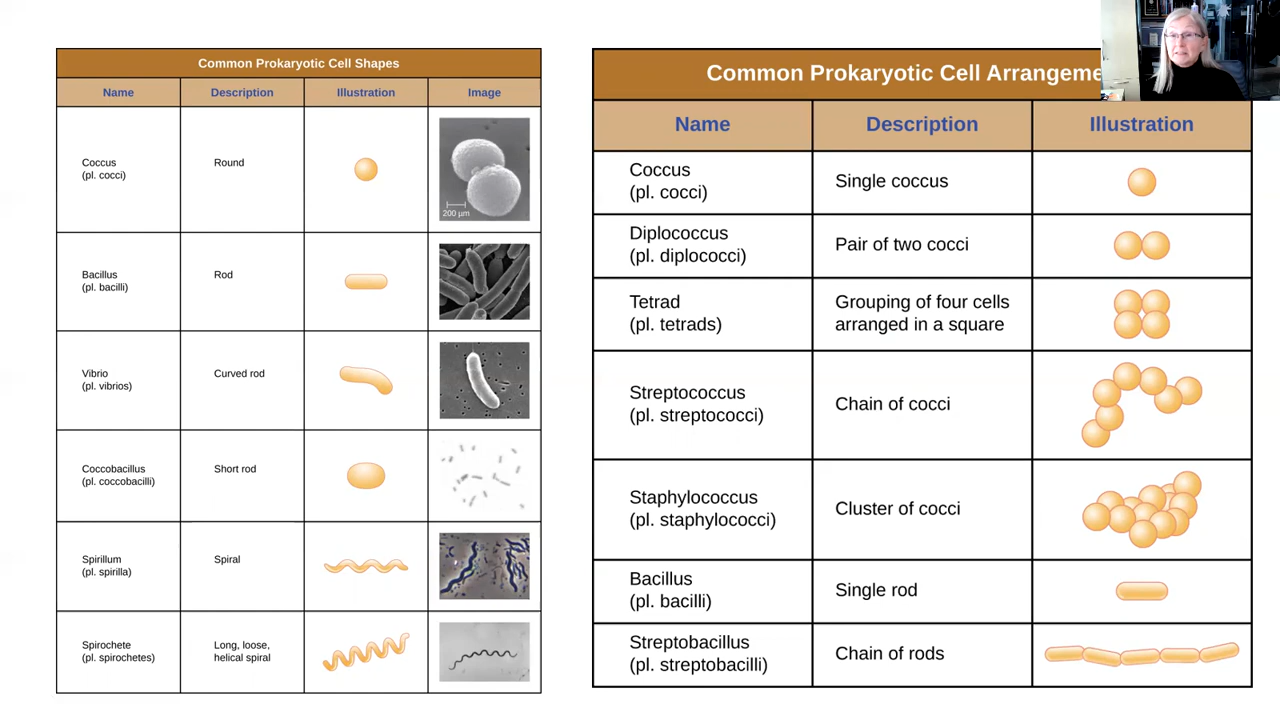 Common Prokaryotic Cell Shapes
Name Description Illustration Image
Coccus
(pl. cocci)
Round
200 µm
Bacillus
(pl. bacilli)
Rod
Vibrio
(pl. vibrios)
Curved rod
Coccobacillus
(pl. coccobacilli)
Short rod
Spirillum
(pl. spirilla)
Spiral
Spirochete
(pl. spirochetes)
Long, loose,
helical spiral
Common Prokaryotic Cell Arrangeme
Name Description Illustration
Coccus
(pl. cocci)
Single coccus
Diplococcus
(pl. diplococci)
Pair of two cocci
Tetrad
(pl. tetrads)
Grouping of four cells
arranged in a square
Streptococcus
(pl. streptococci)
Chain of cocci
Staphylococcus
(pl. staphylococci)
Cluster of cocci
Bacillus
(pl. bacilli)
Single rod
Streptobacillus
(pl. streptobacilli)
Chain of rods